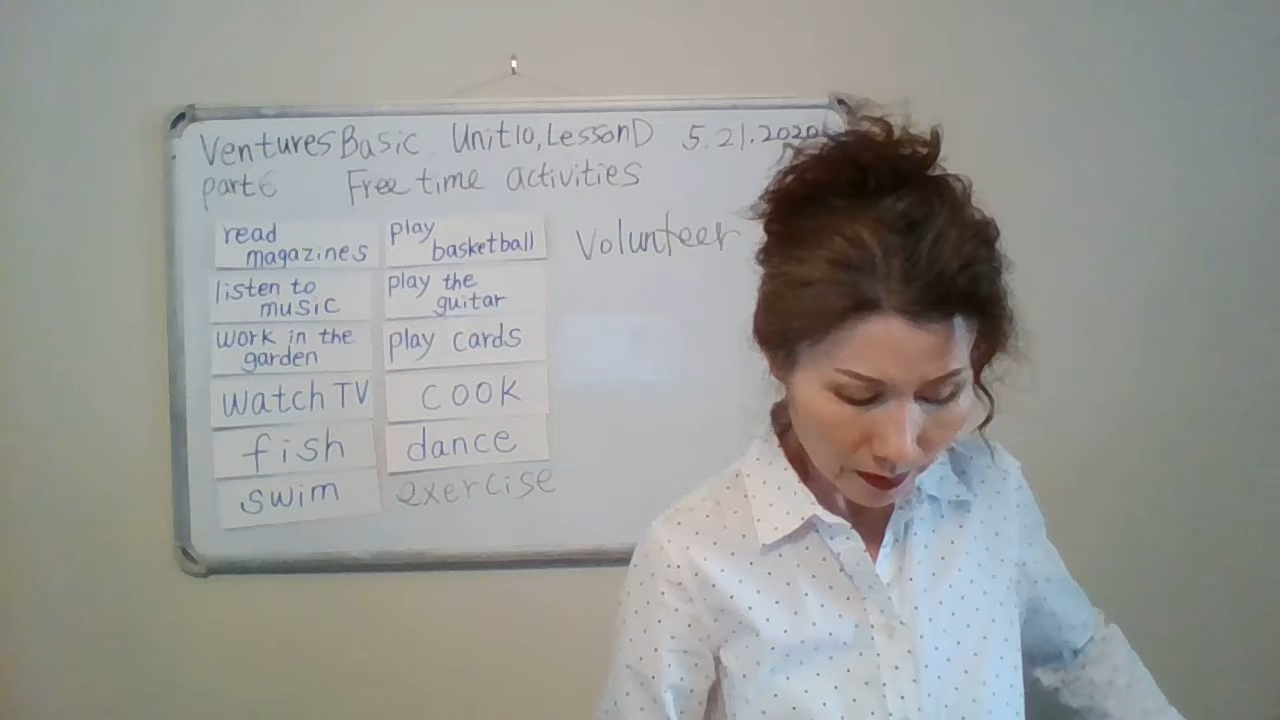 Ventures Basic Unit 10, Lesson D 5.21.2020
part 6 Free time activities
read
magazines
play
basketball
Volunteer
listen to
music
play the
guitar
work in the
garden
play cards
watch TV
cook
fish
dance
swim
exercise